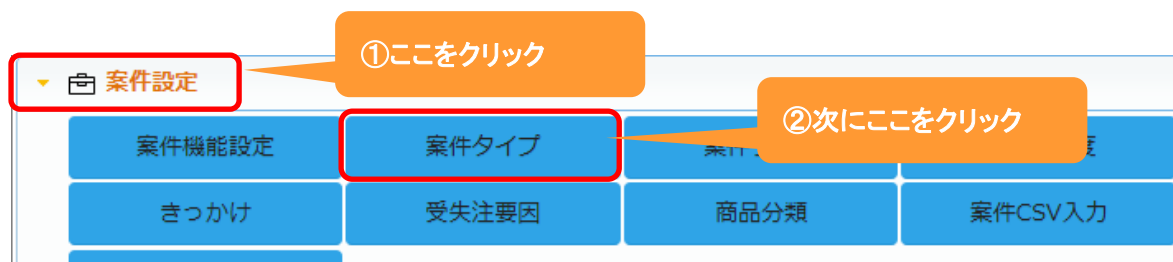 ①ここをクリック
案件設定
②次にここをクリック
案件機能設定
案件タイプ
きっかけ
受失注要因
商品分類
案件CSV入力